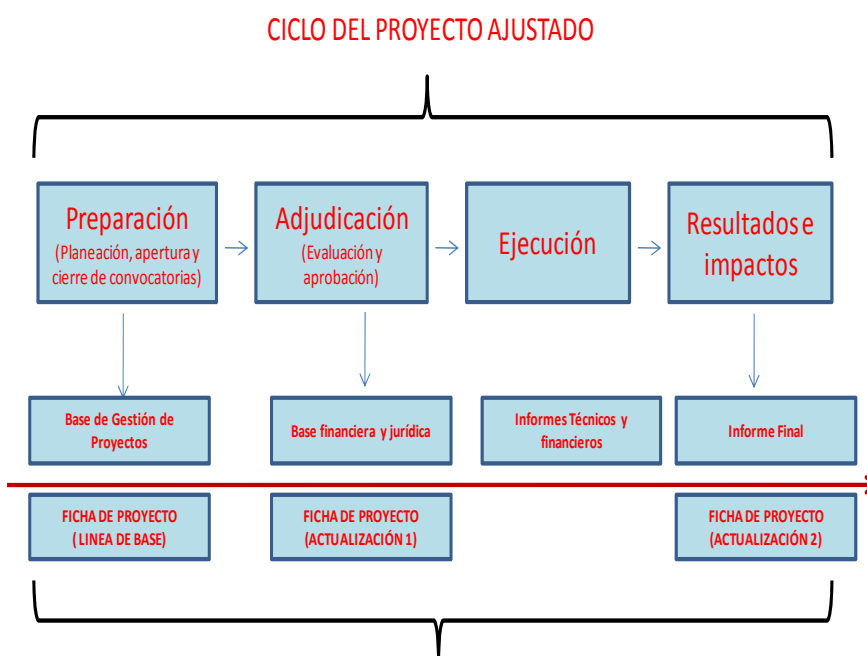 CICLO DEL PROYECTO AJUSTADO
Preparación
(Planeación, apertura y
cierre de convocatorias)
Adjudicación
(Evaluación y
aprobación)
Ejecución
Resultados e
impactos
Base de Gestión de
Proyectos
Base financiera y jurídica
Informes Técnicos y
financieros
Informe Final
FICHA DE PROYECTO
( LINEA DE BASE)
FICHA DE PROYECTO
(ACTUALIZACIÓN 1)
FICHA DE PROYECTO
(ACTUALIZACIÓN 2)